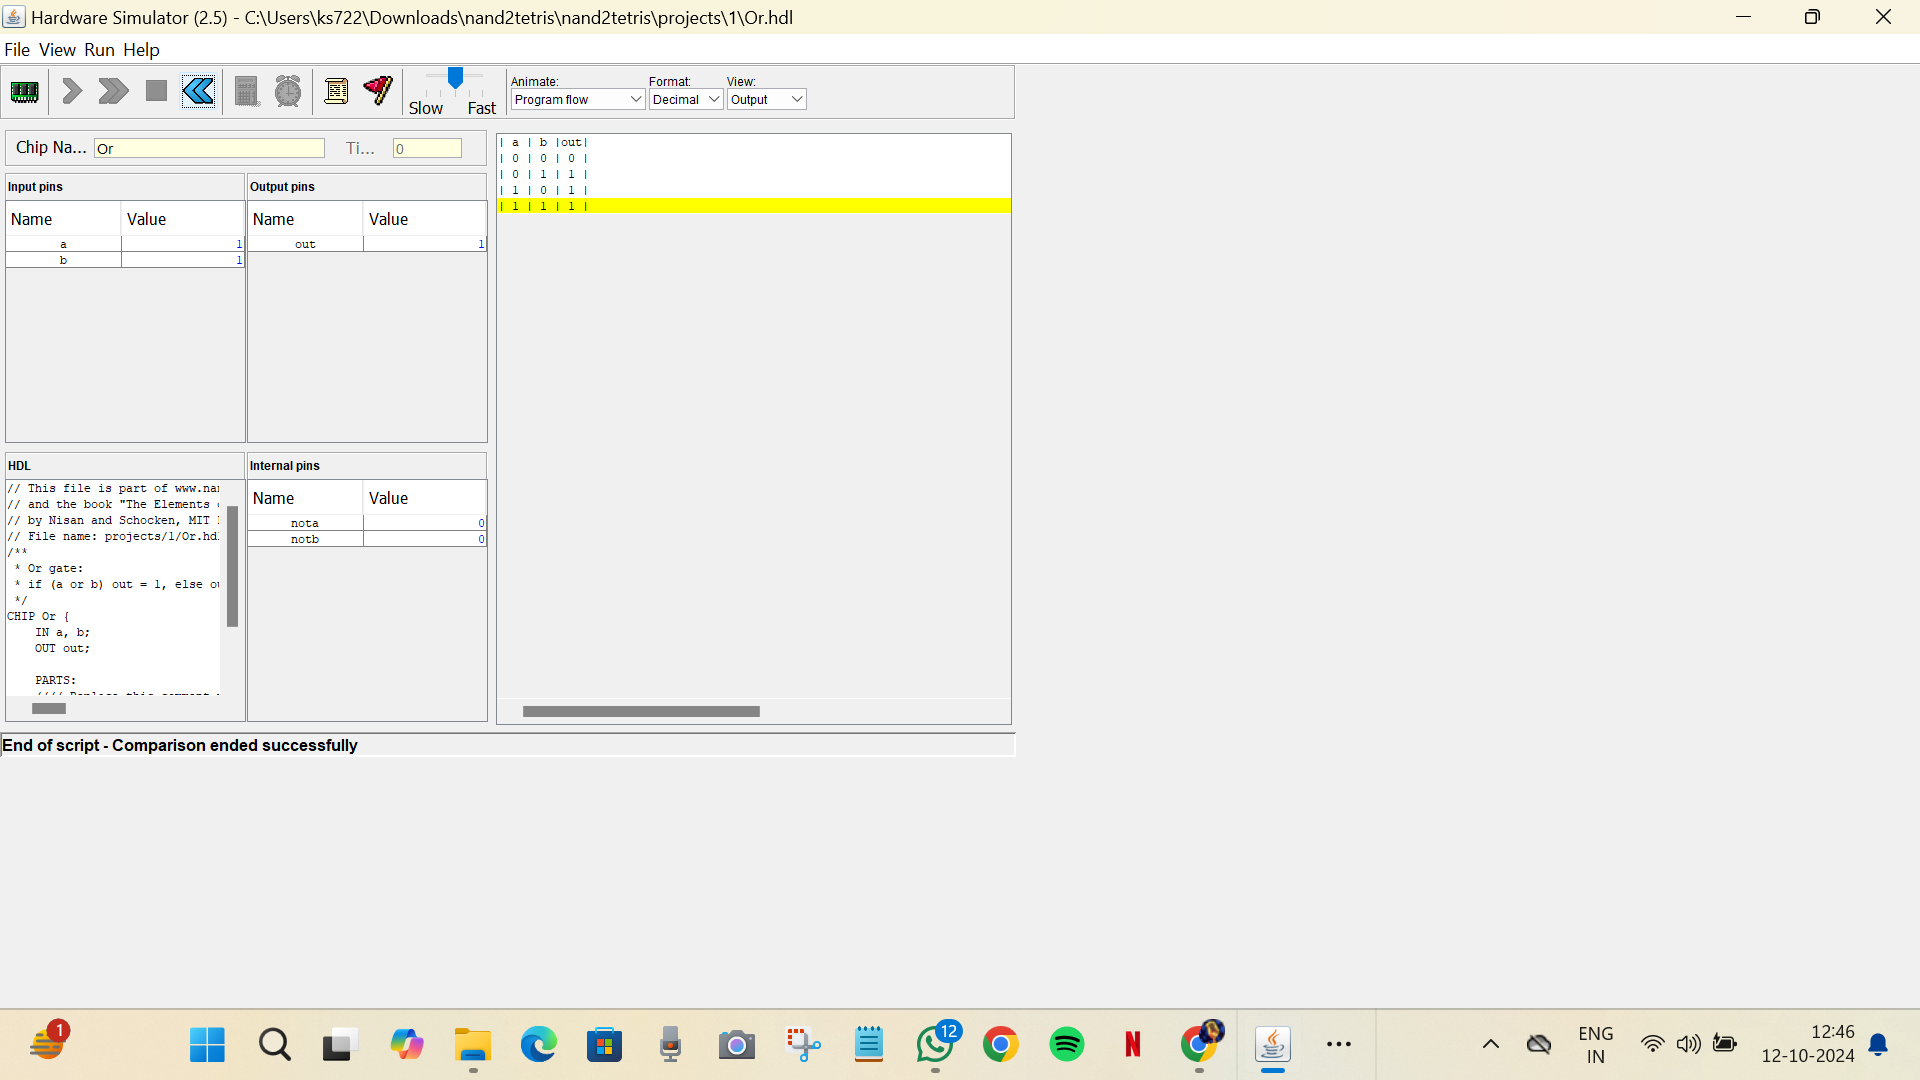 Hardware Simulator (2.5) - C:\Users\ks722\Downloads\nand2tetris\nand2tetris\projects\1\Or.hdl
File View Run Help
Slow Fast
Animate: Format: View:
Program flow Decimal Output
Chip Na... Or Ti... 0
Input pins Output pins
Name Value Name Value
a 1 out 1
b 1
| a | b |out|
| 0 | 0 | 0 |
| 0 | 1 | 1 |
| 1 | 0 | 1 |
| 1 | 1 | 1 |
HDL
// This file is part of www.na
// and the book "The Elements
// by Nisan and Schocken, MIT
// File name: projects/1/Or.hd
/**
* Or gate:
* if (a or b) out = 1, else
*/
CHIP Or {
IN a, b;
OUT out;
PARTS:
Internal pins
Name Value
nota 0
notb 0
End of script - Comparison ended successfully
1
12
N
ENG
IN
12:46
12-10-2024